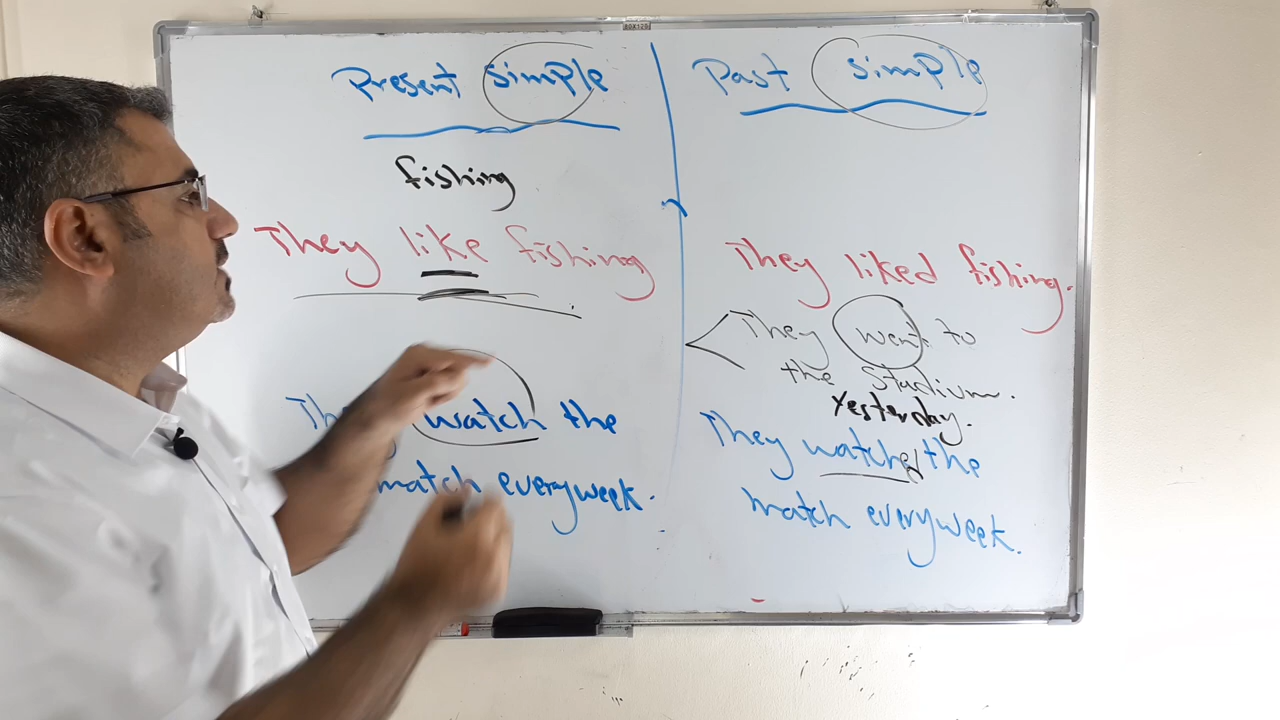 80X120
Present simple
fishing
They like fishing
watch the
match everyweek.
Past simple
They liked fishing.
They went to
the Stadium.
Yesterday.
They watched the
match everyweek.